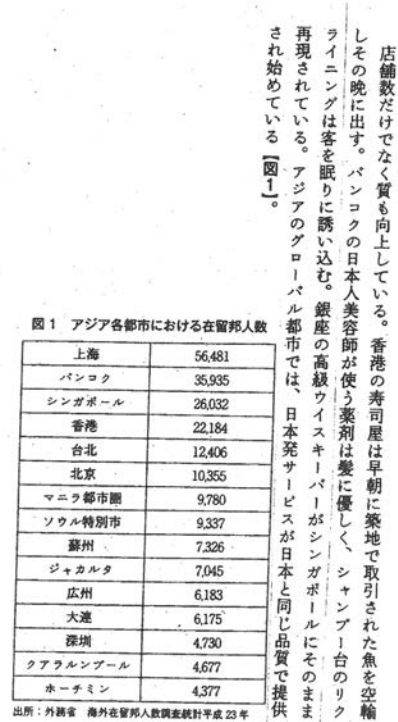 店舗数だけでなく質も向上している。香港の寿司屋は早朝に築地で取引された魚を空輸
しその晩に出す。バンコクの日本人美容師が使う薬剤は髪に優しく、シャンプー台のリク
ライニングは客を眠りに誘い込む。銀座の高級ウイスキーバーがシンガポールにそのまま
再現されている。アジアのグローバル都市では、日本発サービスが日本と同じ品質で提供
され始めている【図1】。
図1 アジア各都市における在留邦人数
上海 56,481
バンコク 35,935
シンガポール 26,032
香港 22,184
台北 12,406
北京 10,355
マニラ都市圏 9,780
ソウル特別市 9,337
蘇州 7,326
ジャカルタ 7,045
広州 6,183
大連 6,175
深圳 4,730
クアラルンプール 4,677
ホーチミン 4,377
出所：外務省 海外在留邦人数調査統計平成23年